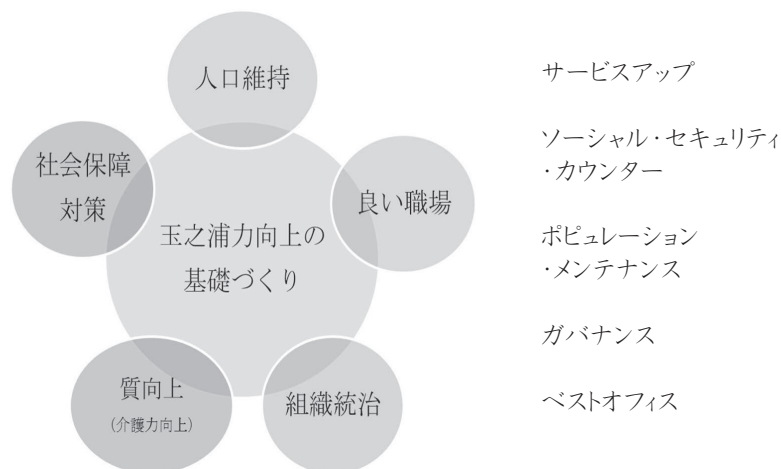 人口維持
社会保障
対策
良い職場
玉之浦力向上の
基礎づくり
質向上
(介護力向上)
組織統治
サービスアップ
ソーシャル・セキュリティ
・カウンター
ポピュレーション
・メンテナンス
ガバナンス
ベストオフィス